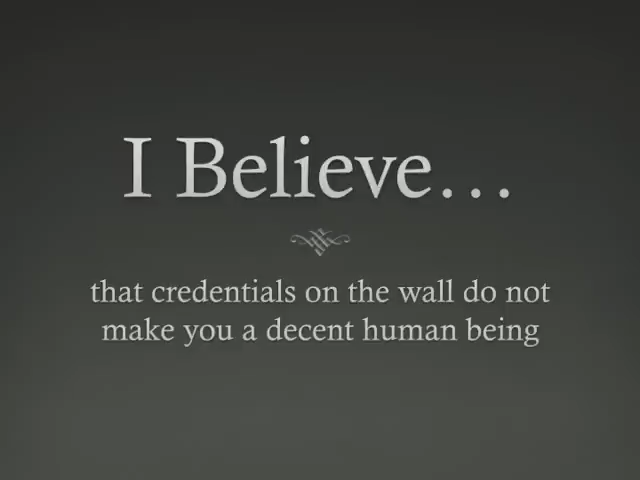 I Believe...
that credentials on the wall do not
make you a decent human being